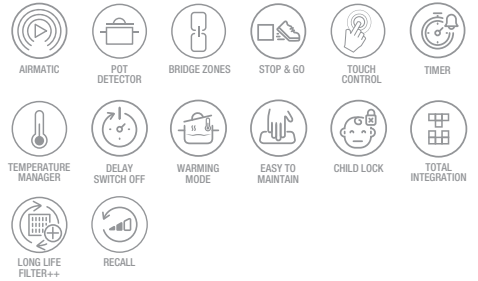 AIRMATIC
POT
DETECTOR
BRIDGE ZONES
STOP & GO
TOUCH
CONTROL
TIMER
TEMPERATURE
MANAGER
DELAY
SWITCH OFF
WARMING
MODE
EASY TO
MAINTAIN
CHILD LOCK
TOTAL
INTEGRATION
LONG LIFE
FILTER++
RECALL